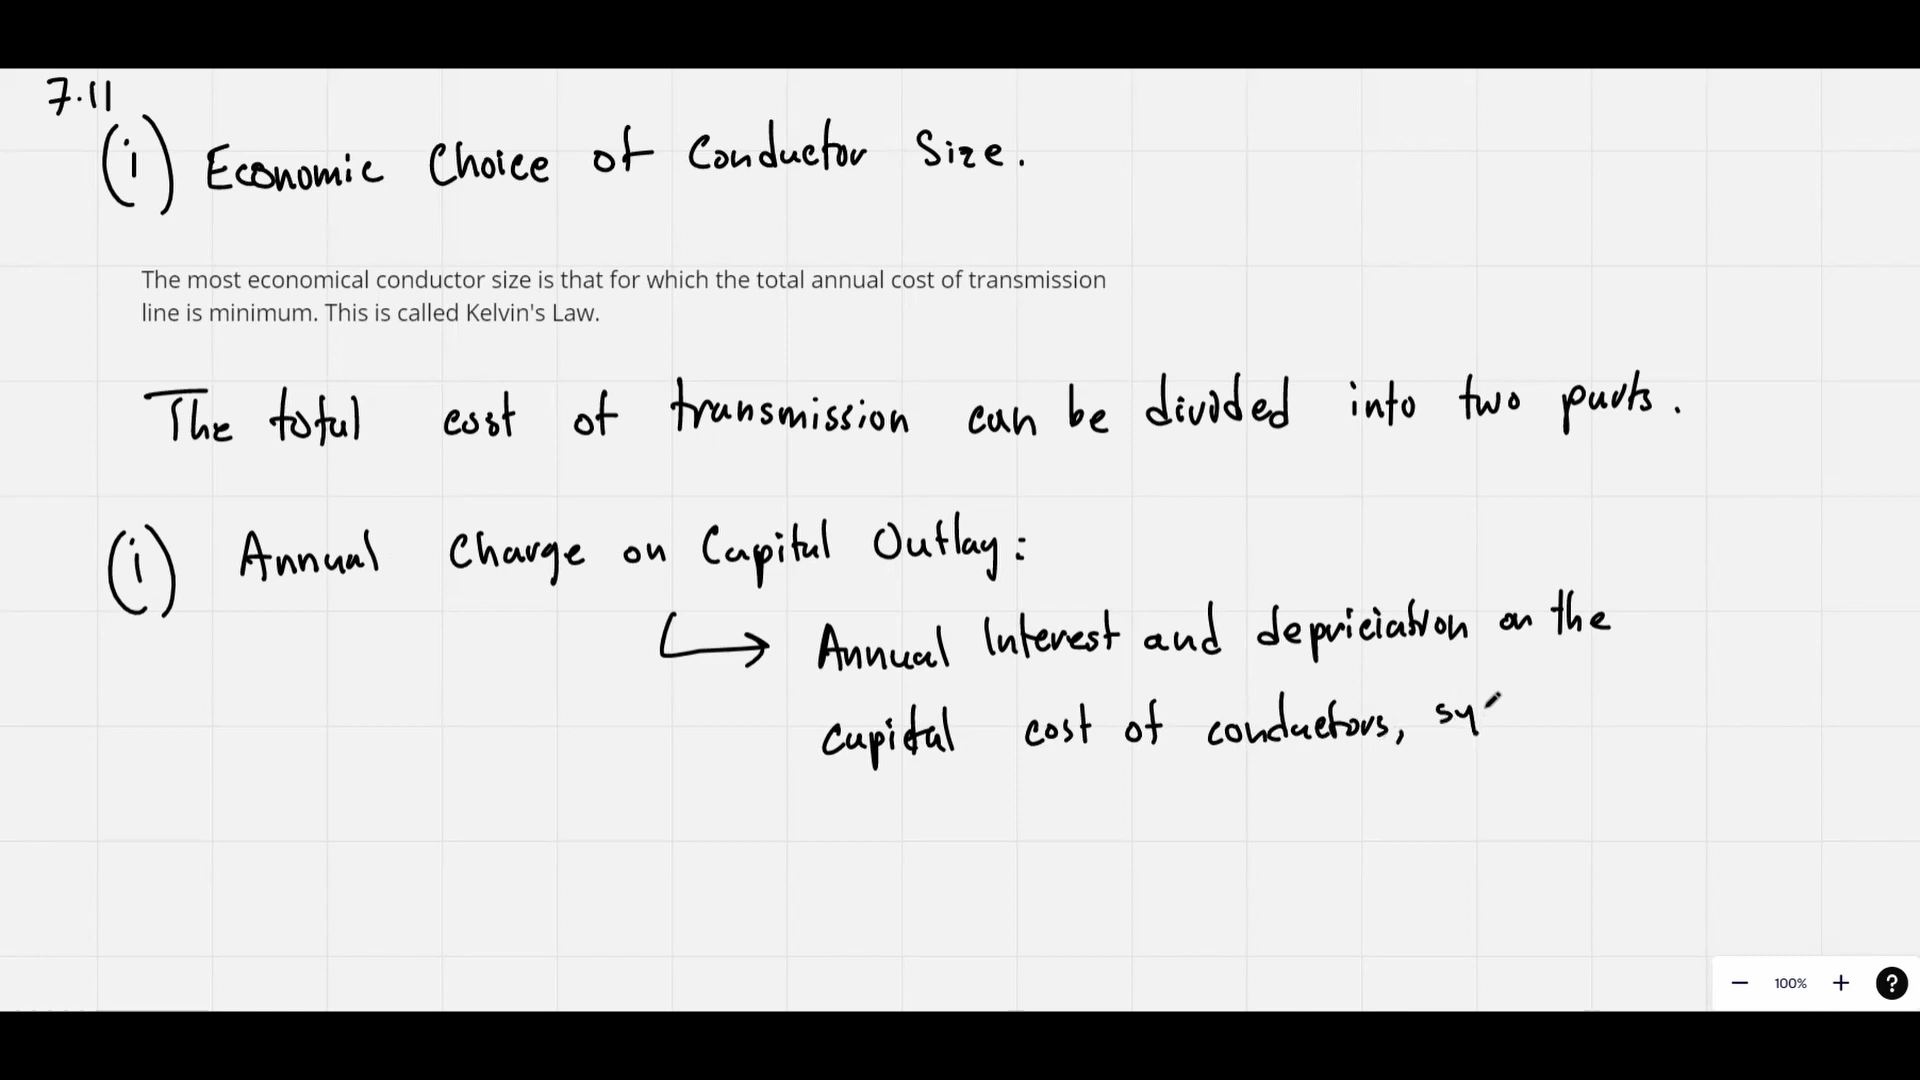 7.11
(i) Economic Choice of Conductor Size.
The most economical conductor size is that for which the total annual cost of transmission
line is minimum. This is called Kelvin's Law.
The total cost of transmission can be divided into two parts.
(i) Annual Charge on Capital Outlay:
Annual Interest and depriciation on the
capital cost of conductors,
100%
?